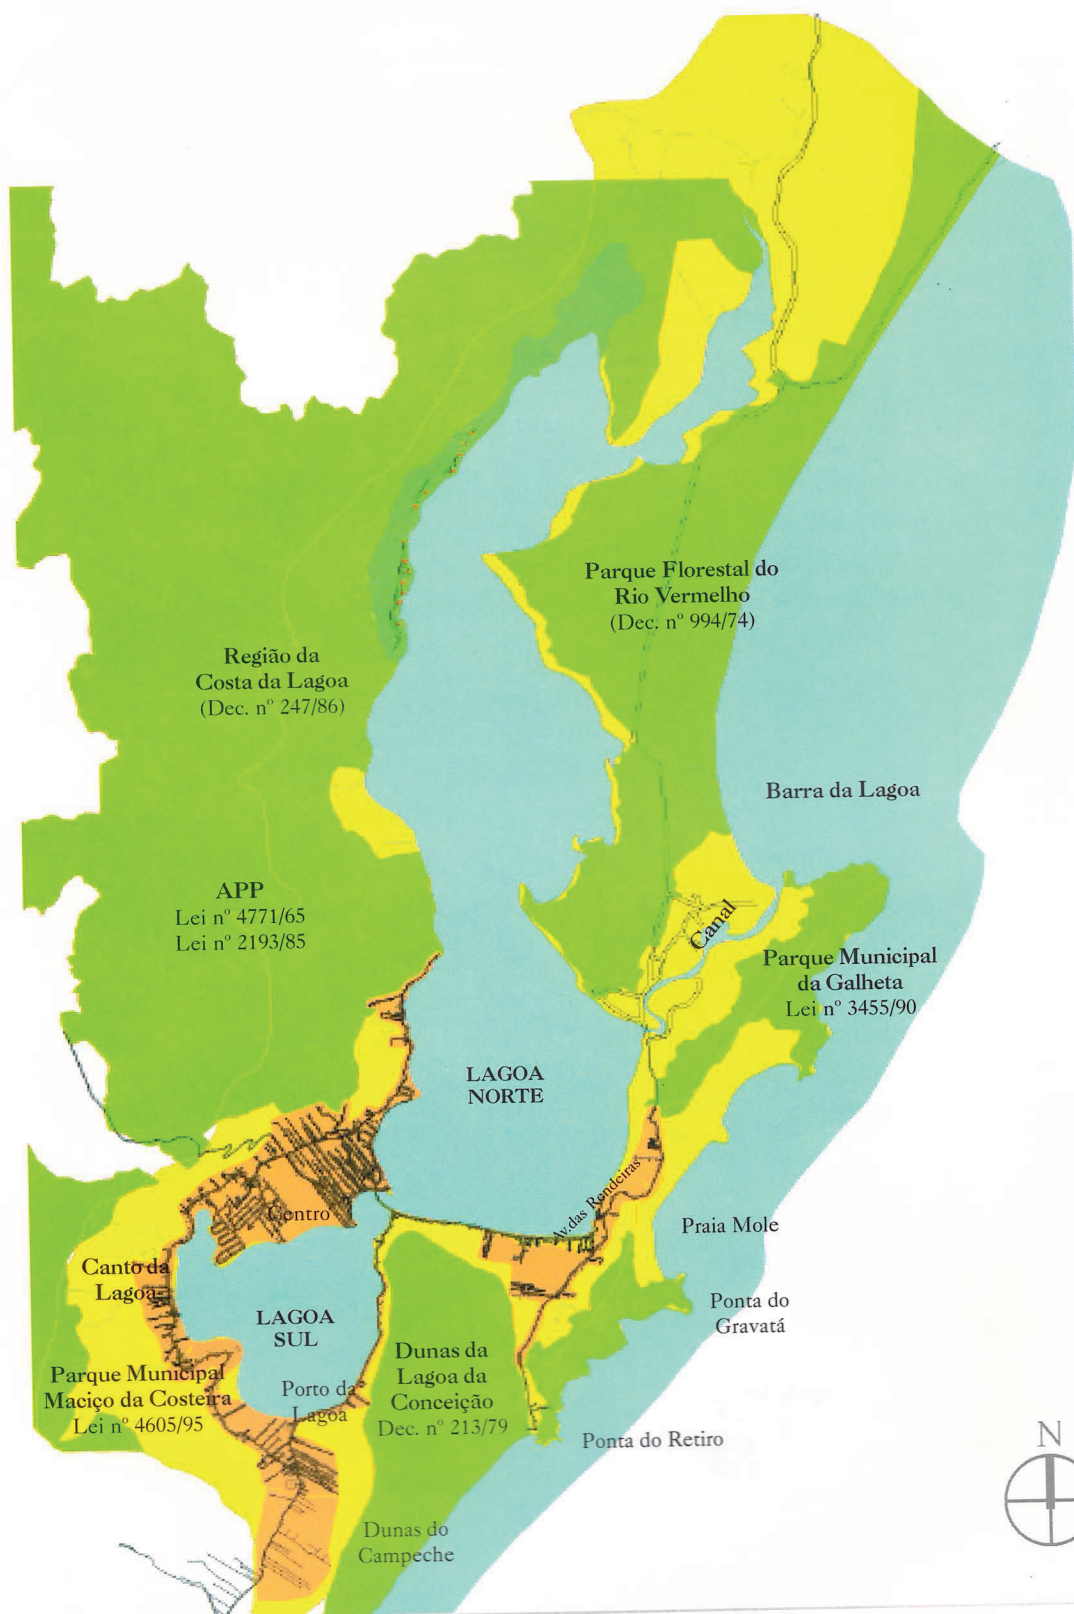 Parque Florestal do
Rio Vermelho
(Dec. nº 994/74)
Região da
Costa da Lagoa
(Dec. nº 247/86)
Barra da Lagoa
APP
Lei nº 4771/65
Lei nº 2193/85
Canal
Parque Municipal
da Galheta
Lei nº 3455/90
LAGOA
NORTE
Av.das Rendeiras
Centro
Praia Mole
Canto da
Lagoa
LAGOA
SUL
Ponta do
Gravatá
Dunas da
Lagoa da
Conceição
Dec. nº 213/79
Parque Municipal
Maciço da Costeira
Lei nº 4605/95
Porto da
Lagoa
Ponta do Retiro
N
Dunas do
Campeche